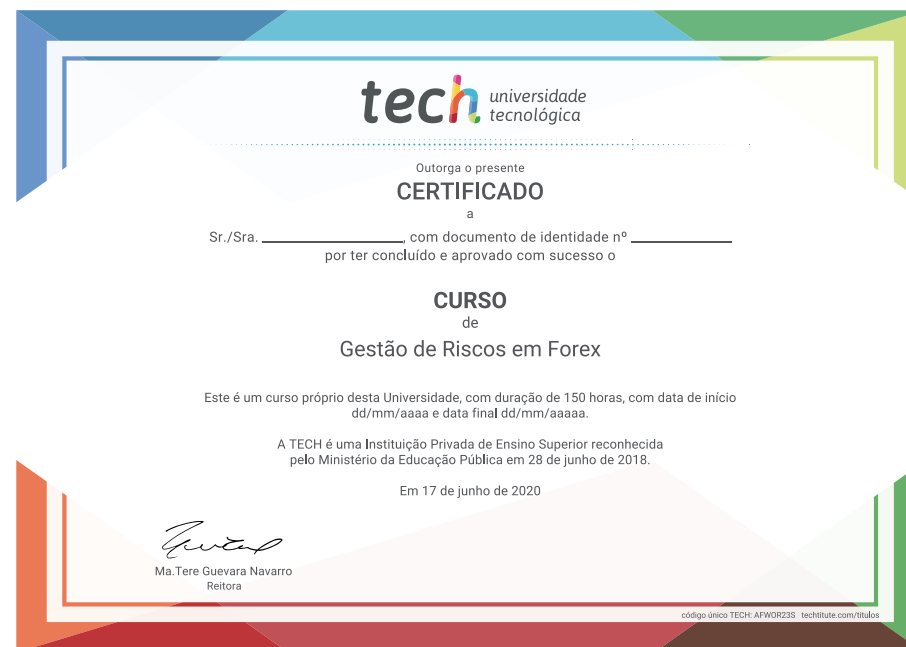 tech universidade
tecnológica
Outorga o presente
CERTIFICADO
a
Sr./Sra. ____________________, com documento de identidade nº ______________
por ter concluído e aprovado com sucesso o
CURSO
de
Gestão de Riscos em Forex
Este é um curso próprio desta Universidade, com duração de 150 horas, com data de início
dd/mm/aaaa e data final dd/mm/aaaaa.
A TECH é uma Instituição Privada de Ensino Superior reconhecida
pelo Ministério da Educação Pública em 28 de junho de 2018.
Em 17 de junho de 2020
Ma.Tere Guevara Navarro
Reitora
código único TECH: AFWOR23S techtitute.com/titulos